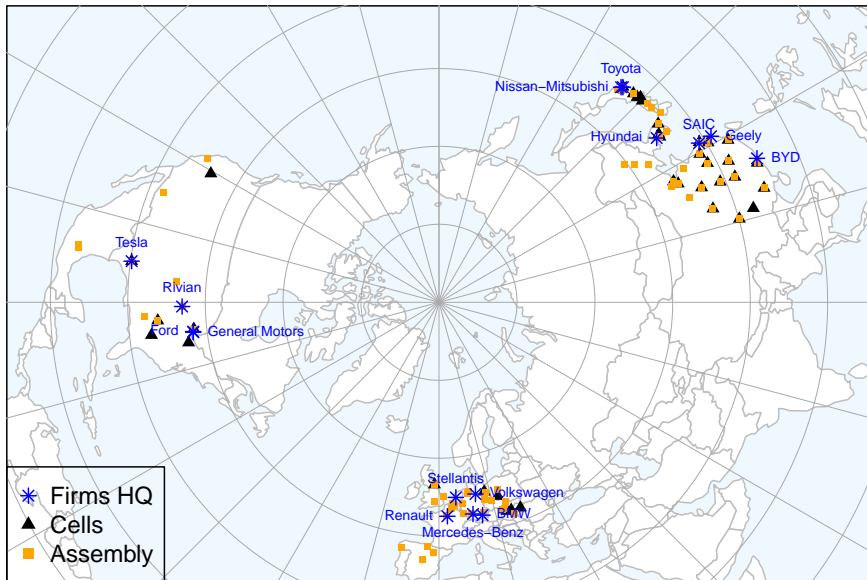 Toyota
Nissan−Mitsubishi
SAIC
Hyundai
Geely
BYD
Tesla
Rivian
Ford
General Motors
Stellantis
Volkswagen
Renault
BMW
Mercedes−Benz
Firms HQ
Cells
Assembly